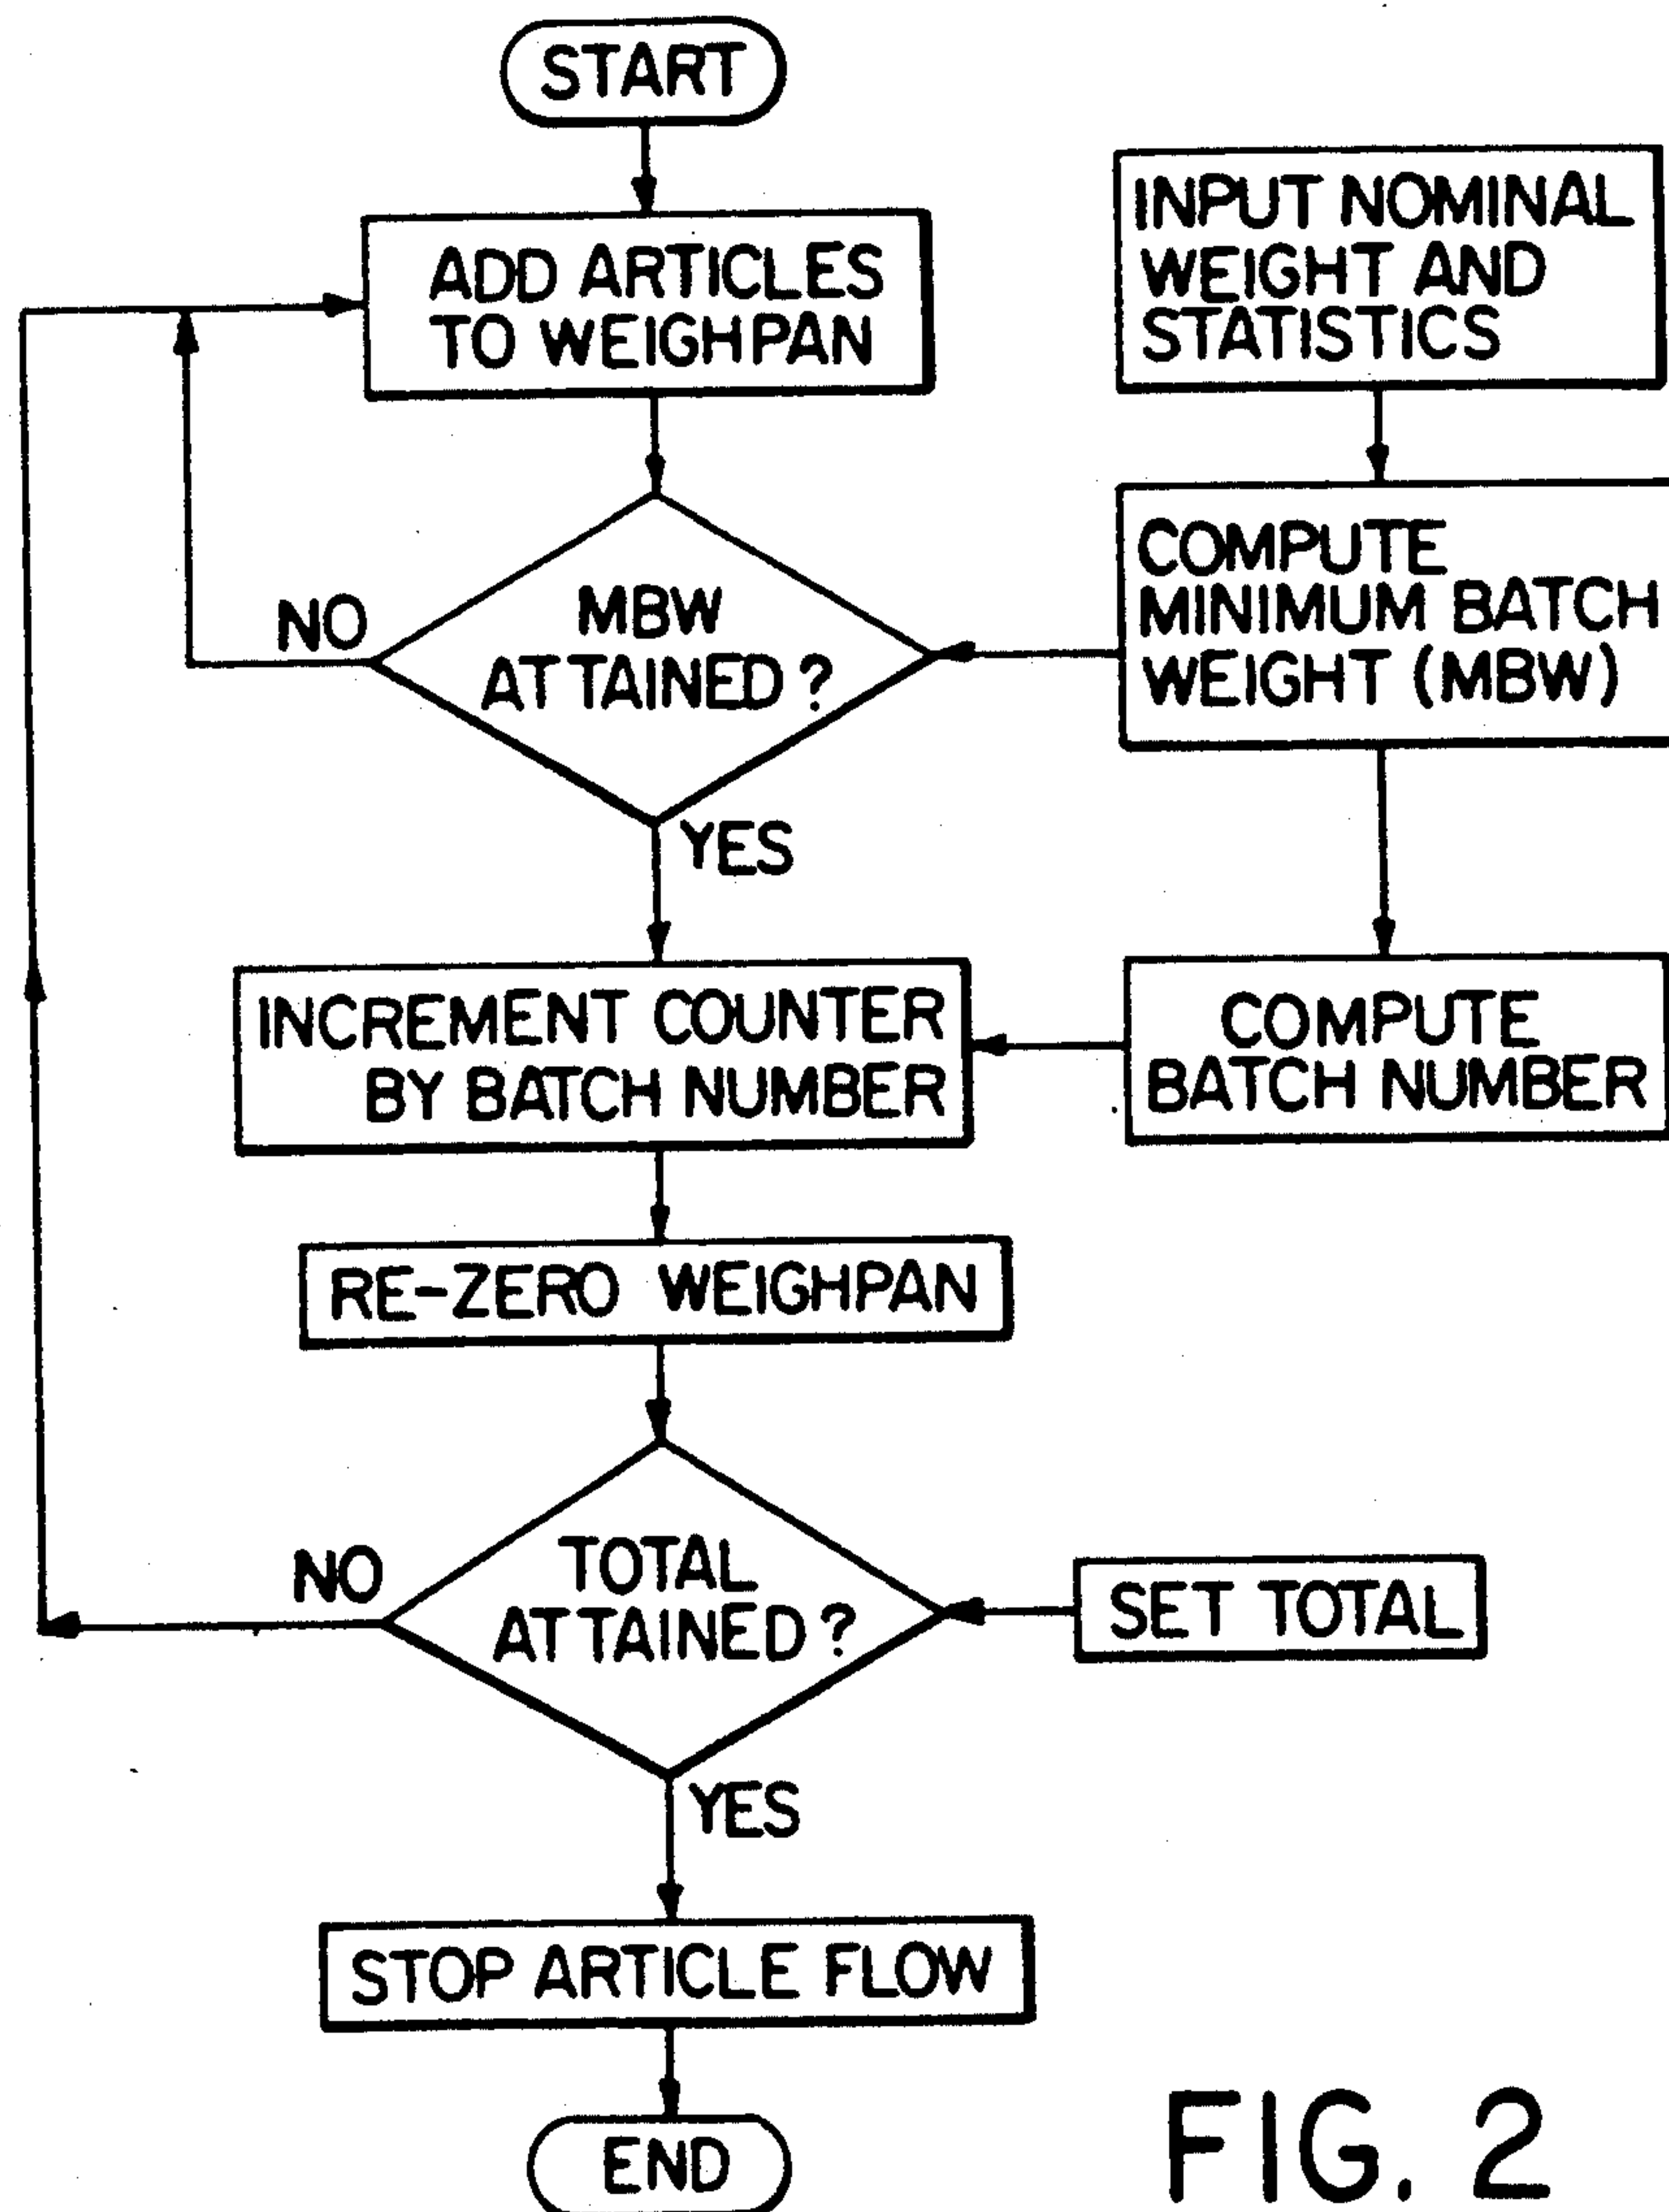 START
ADD ARTICLES
TO WEIGHPAN
INPUT NOMINAL
WEIGHT AND
STATISTICS
MBW
ATTAINED?
NO
YES
COMPUTE
MINIMUM BATCH
WEIGHT (MBW)
INCREMENT COUNTER
BY BATCH NUMBER
COMPUTE
BATCH NUMBER
RE-ZERO WEIGHPAN
TOTAL
ATTAINED?
NO
YES
SET TOTAL
STOP ARTICLE FLOW
END
FIG. 2